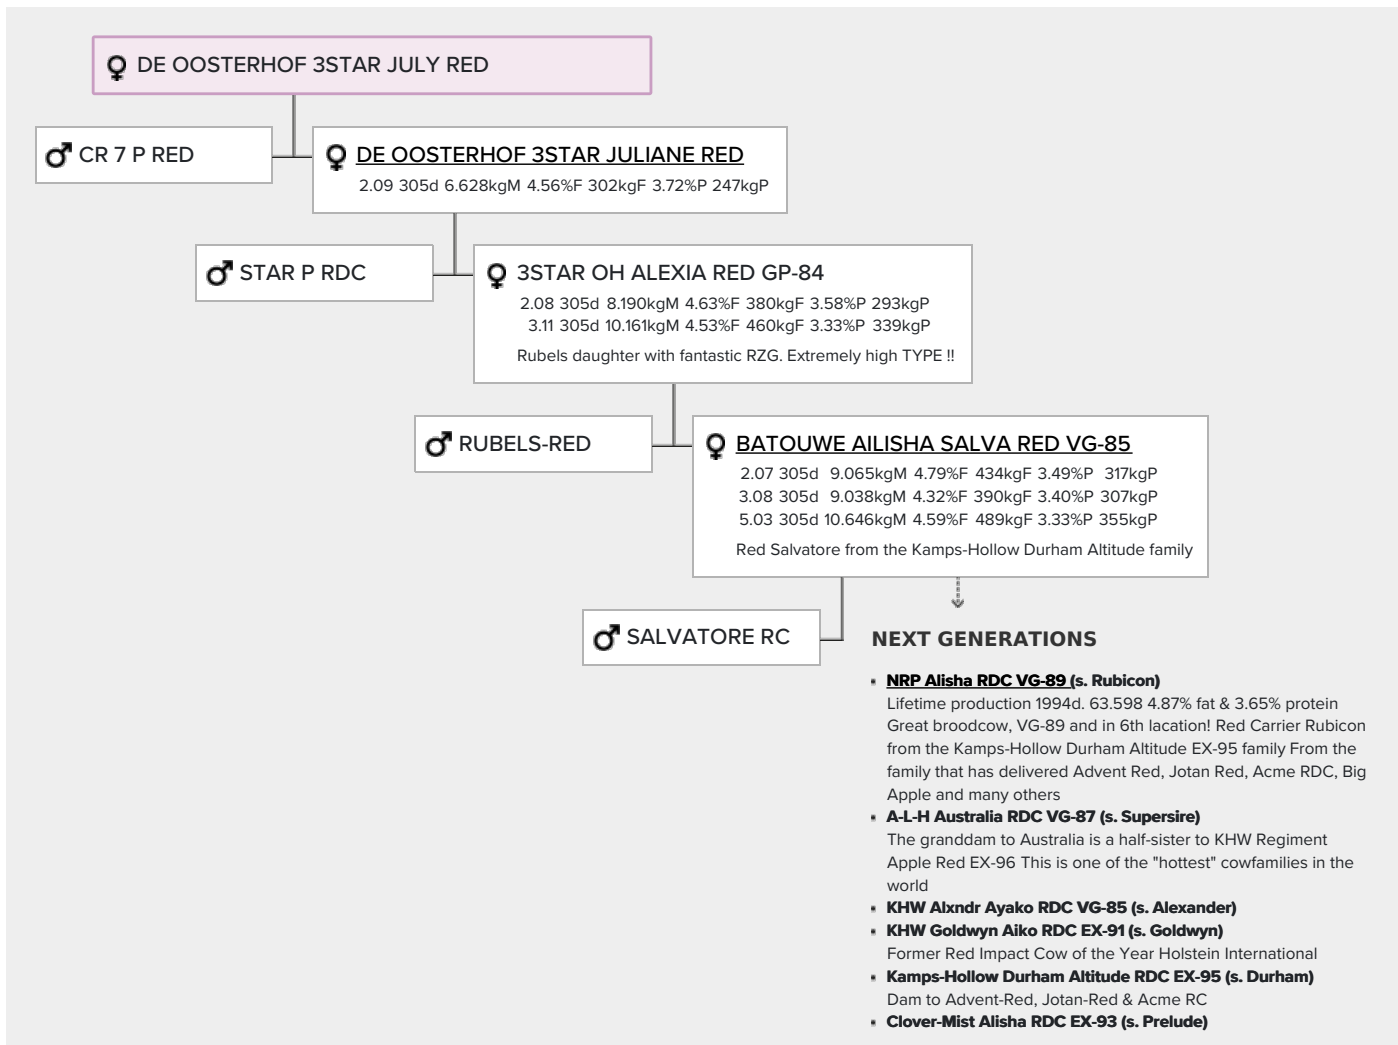 DE OOSTERHOF 3STAR JULY RED
CR 7 P RED
DE OOSTERHOF 3STAR JULIANE RED
2.09 305d 6.628kgM 4.56%F 302kgF 3.72%P 247kgP
STAR P RDC
3STAR OH ALEXIA RED GP-84
2.08 305d 8.190kgM 4.63%F 380kgF 3.58%P 293kgP
3.11 305d 10.161kgM 4.53%F 460kgF 3.33%P 339kgP
Rubels daughter with fantastic RZG. Extremely high TYPE !!
RUBELS-RED
BATOUWE AILISHA SALVA RED VG-85
2.07 305d 9.065kgM 4.79%F 434kgF 3.49%P 317kgP
3.08 305d 9.038kgM 4.32%F 390kgF 3.40%P 307kgP
5.03 305d 10.646kgM 4.59%F 489kgF 3.33%P 355kgP
Red Salvatore from the Kamps-Hollow Durham Altitude family
SALVATORE RC
NEXT GENERATIONS
NRP Alisha RDC VG-89 (s. Rubicon)
Lifetime production 1994d. 63.598 4.87% fat & 3.65% protein
Great broodcow, VG-89 and in 6th lacation! Red Carrier Rubicon
from the Kamps-Hollow Durham Altitude EX-95 family From the
family that has delivered Advent Red, Jotan Red, Acme RDC, Big
Apple and many others
A-L-H Australia RDC VG-87 (s. Supersire)
The granddam to Australia is a half-sister to KHW Regiment
Apple Red EX-96 This is one of the "hottest" cowfamilies in the
world
KHW Alxndr Ayako RDC VG-85 (s. Alexander)
KHW Goldwyn Aiko RDC EX-91 (s. Goldwyn)
Former Red Impact Cow of the Year Holstein International
Kamps-Hollow Durham Altitude RDC EX-95 (s. Durham)
Dam to Advent-Red, Jotan-Red & Acme RC
Clover-Mist Alisha RDC EX-93 (s. Prelude)